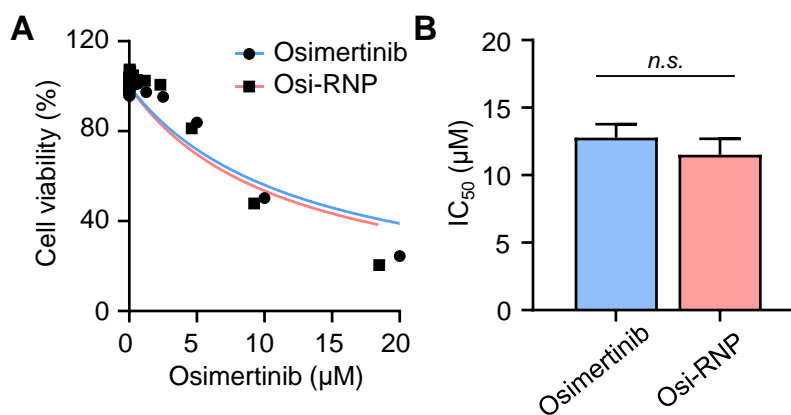 A
120
80
40
0
Cell viability (%)
Osimertinib
Osi-RNP
0 5 10 15 20
Osimertinib (µM)
B
20
15
10
5
0
IC50 (µM)
n.s.
Osimertinib
Osi-RNP